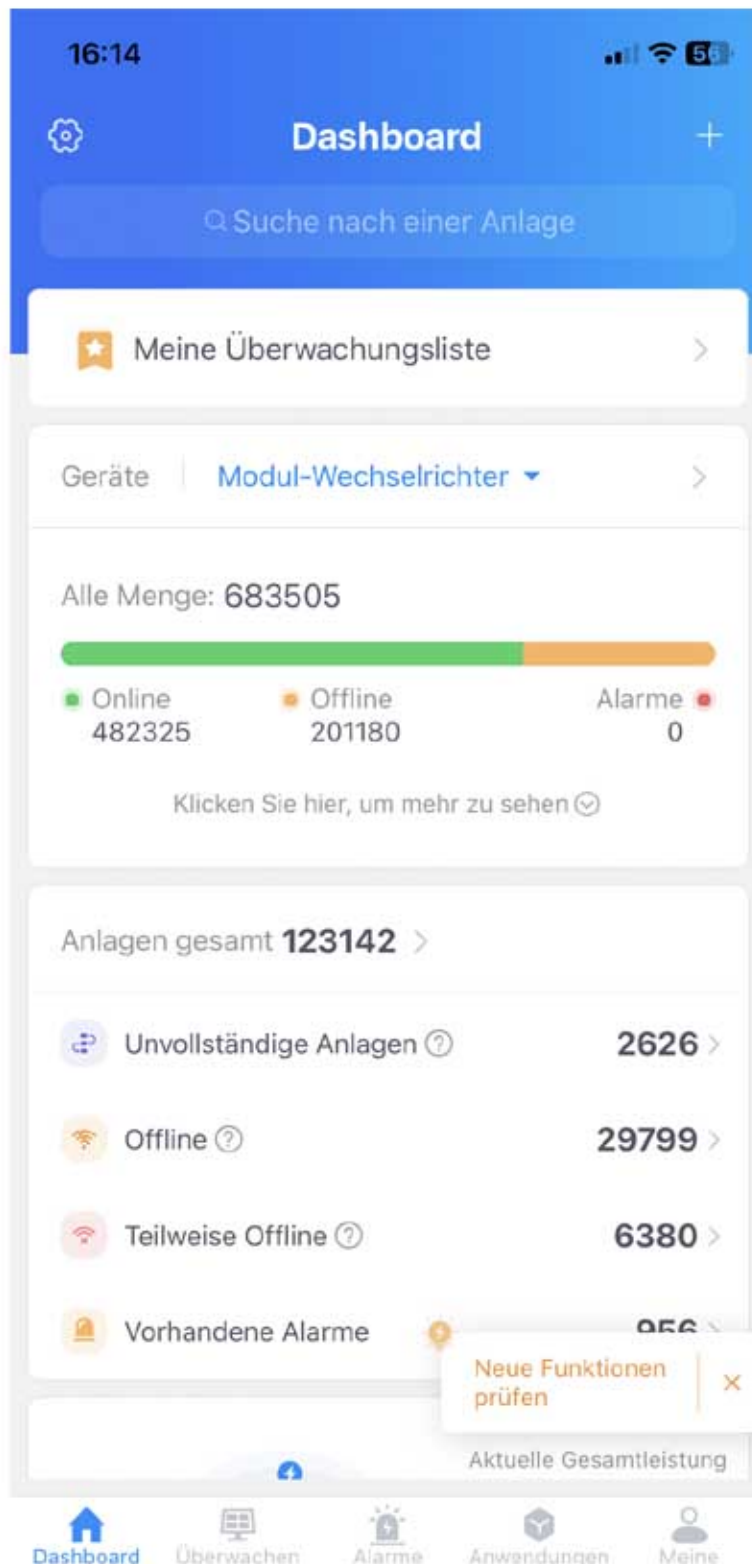 16:14
56
Dashboard
Suche nach einer Anlage
Meine Überwachungsliste
Geräte Modul-Wechselrichter
Alle Menge: 683505
Online Offline Alarme
482325 201180 0
Klicken Sie hier, um mehr zu sehen
Anlagen gesamt 123142
Unvollständige Anlagen ? 2626
Offline ? 29799
Teilweise Offline ? 6380
Vorhandene Alarme 956
Neue Funktionen
prüfen
Aktuelle Gesamtleistung
Dashboard Überwachen Alarme Anwendungen Meine